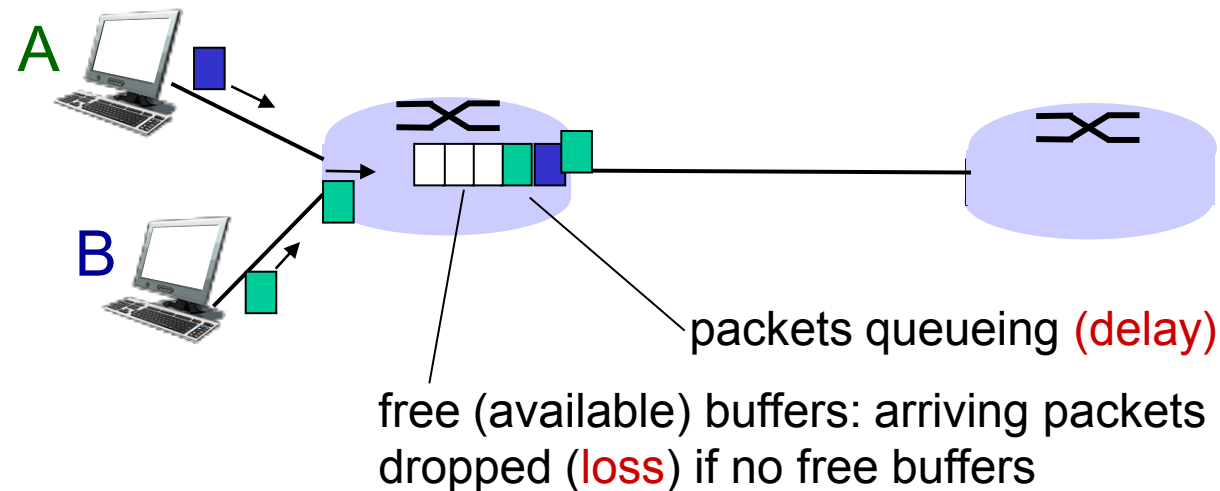 A
B
packets queueing (delay)
free (available) buffers: arriving packets
dropped (loss) if no free buffers